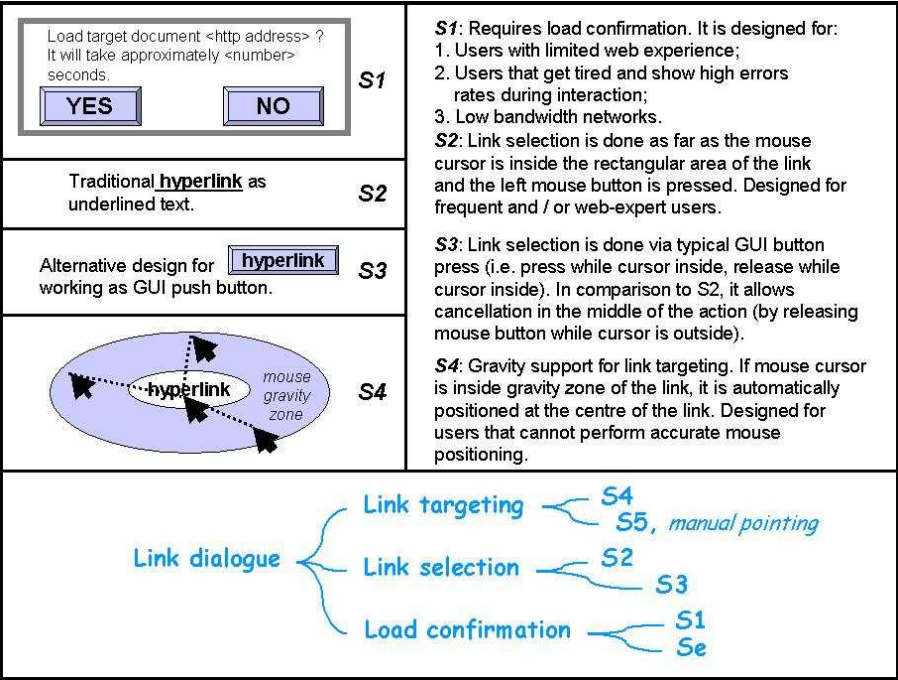 Load target document <http address> ?
It will take approximately <number>
seconds.
YES
NO
S1
Traditional hyperlink as
underlined text.
S2
Alternative design for hyperlink
working as GUI push button.
S3
hyperlink
mouse
gravity
zone
S4
S1: Requires load confirmation. It is designed for:
1. Users with limited web experience;
2. Users that get tired and show high errors
rates during interaction;
3. Low bandwidth networks.
S2: Link selection is done as far as the mouse
cursor is inside the rectangular area of the link
and the left mouse button is pressed. Designed for
frequent and / or web-expert users.
S3: Link selection is done via typical GUI button
press (i.e. press while cursor inside, release while
cursor inside). In comparison to S2, it allows
cancellation in the middle of the action (by releasing
mouse button while cursor is outside).
S4: Gravity support for link targeting. If mouse cursor
is inside gravity zone of the link, it is automatically
positioned at the centre of the link. Designed for
users that cannot perform accurate mouse
positioning.
Link dialogue
Link targeting
S4
S5, manual pointing
Link selection
S2
S3
Load confirmation
S1
Se